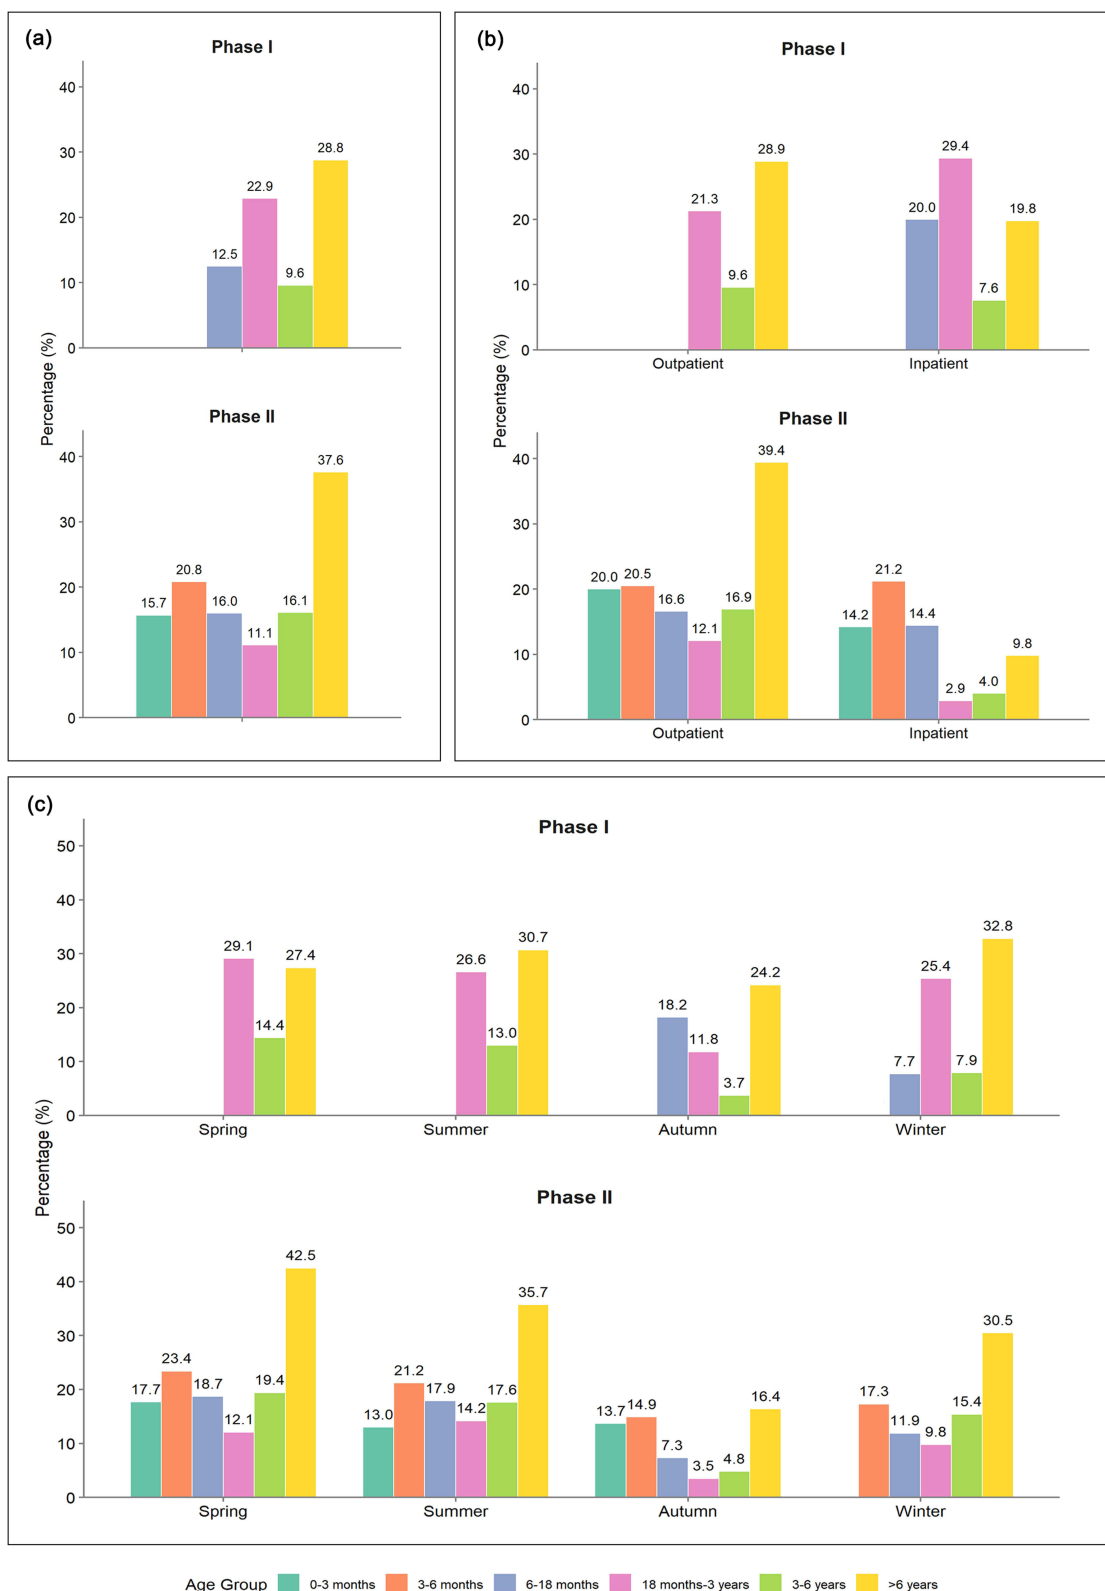 (a)
Phase I
40
30
20
10
0
28.8
22.9
12.5
9.6
Percentage (%)
Phase II
40
30
20
10
0
15.7
20.8
16.0
11.1
16.1
37.6
(b)
Phase I
40
30
20
10
0
21.3
9.6
28.9
20.0
29.4
7.6
19.8
Outpatient Inpatient
Percentage (%)
Phase II
40
30
20
10
0
20.0 20.5 16.6 12.1 16.9 39.4
14.2 21.2 14.4 2.9 4.0 9.8
Outpatient Inpatient
(c)
Phase I
50
40
30
20
10
0
29.1 14.4 27.4
26.6 13.0 30.7
18.2 11.8 3.7 24.2
7.7 25.4 7.9 32.8
Spring Summer Autumn Winter
Percentage (%)
Phase II
50
40
30
20
10
0
17.7 23.4 18.7 12.1 19.4 42.5
13.0 21.2 17.9 14.2 17.6 35.7
13.7 14.9 7.3 3.5 4.8 16.4
17.3 11.9 9.8 15.4 30.5
Spring Summer Autumn Winter
Age Group 0-3 months 3-6 months 6-18 months 18 months-3 years 3-6 years >6 years